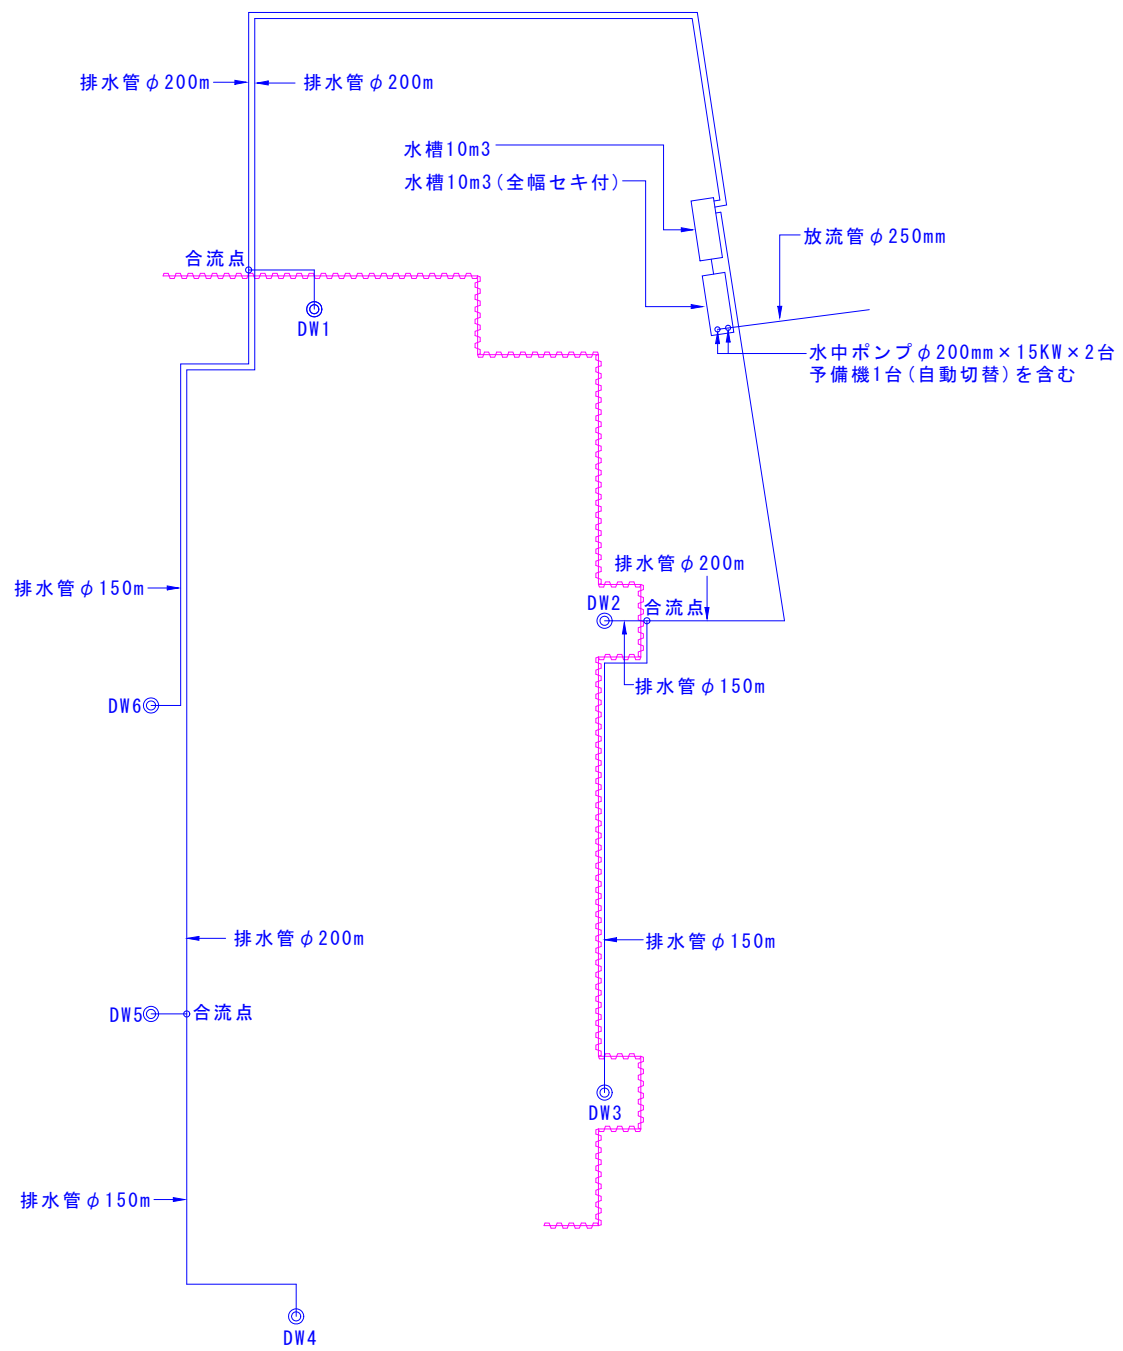 排水管φ200m
排水管φ200m
水槽10m3
水槽10m3(全幅セキ付)
放流管φ250mm
合流点
DW1
水中ポンプφ200mm×15KW×2台
予備機1台(自動切替)を含む
排水管φ200m
排水管φ150m
DW2
合流点
排水管φ150m
DW6
排水管φ200m
排水管φ150m
DW5
合流点
DW3
排水管φ150m
DW4